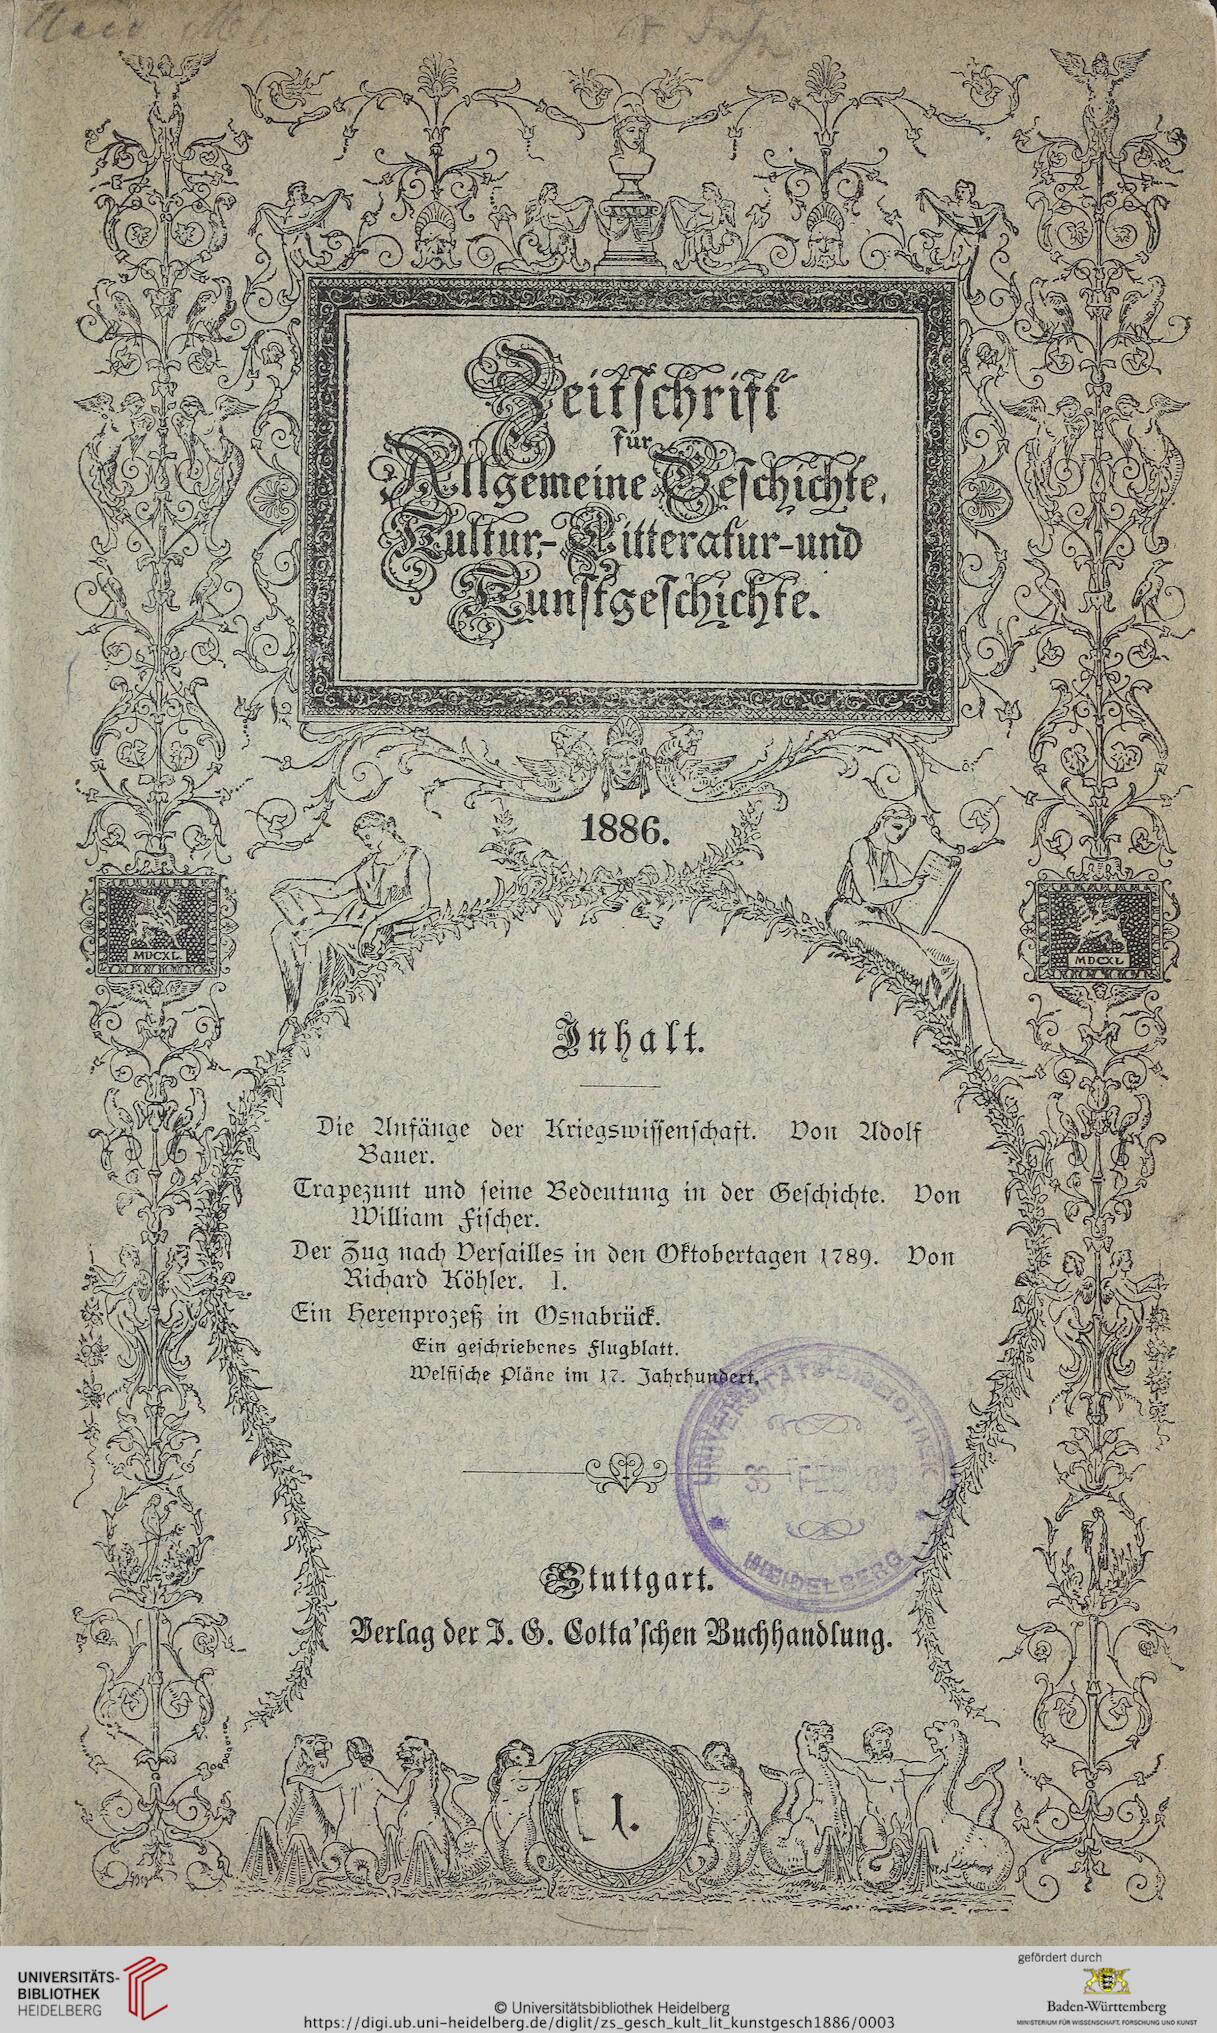 Zeitschrift
für
Allgemeine Geschichte,
Kultur-, Litteratur- und
Kunstgeschichte.
1886.
MDCXL.
MDCXL
Inhalt.
Die Anfänge der Kriegswissenschaft. Von Adolf
Bauer.
Trapezunt und seine Bedeutung in der Geschichte. Von
William Fischer.
Der Zug nach Versailles in den Oktobertagen 1789. Von
Richard Köhler. I.
Ein Hexenprozeß in Osnabrück.
Ein geschriebenes Flugblatt.
Welfische Pläne im 17. Jahrhundert.
UNIVERSITÄTS-BIBLIOTHEK
HEIDELBERG
Stuttgart.
Verlag der J. G. Cotta'schen Buchhandlung.
1.
UNIVERSITÄTS-
BIBLIOTHEK
HEIDELBERG
© Universitätsbibliothek Heidelberg
https://digi.ub.uni-heidelberg.de/diglit/zs_gesch_kult_lit_kunstgesch1886/0003
gefördert durch
Baden-Württemberg
MINISTERIUM FÜR WISSENSCHAFT, FORSCHUNG UND KUNST